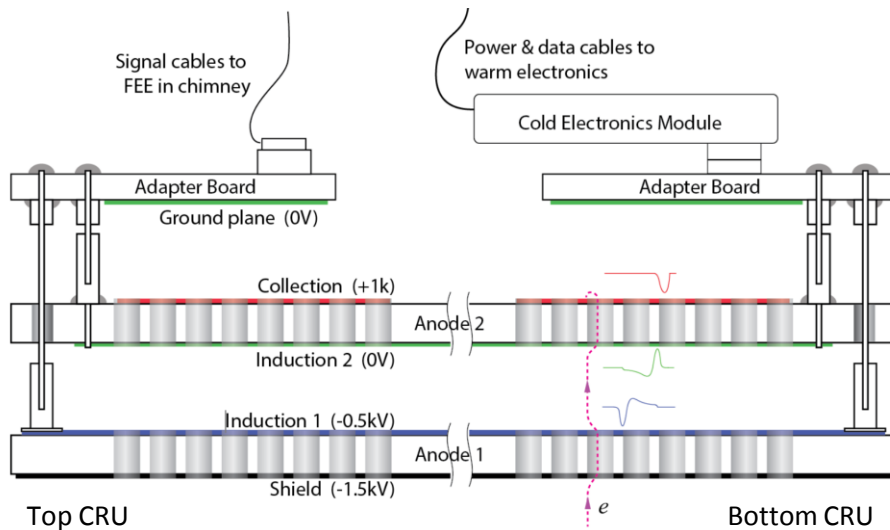 Signal cables to
FEE in chimney
Power & data cables to
warm electronics
Cold Electronics Module
Adapter Board
Adapter Board
Ground plane (0V)
Collection (+1k)
Anode 2
Induction 2 (0V)
Induction 1 (-0.5kV)
Anode 1
Shield (-1.5kV)
e
Top CRU
Bottom CRU